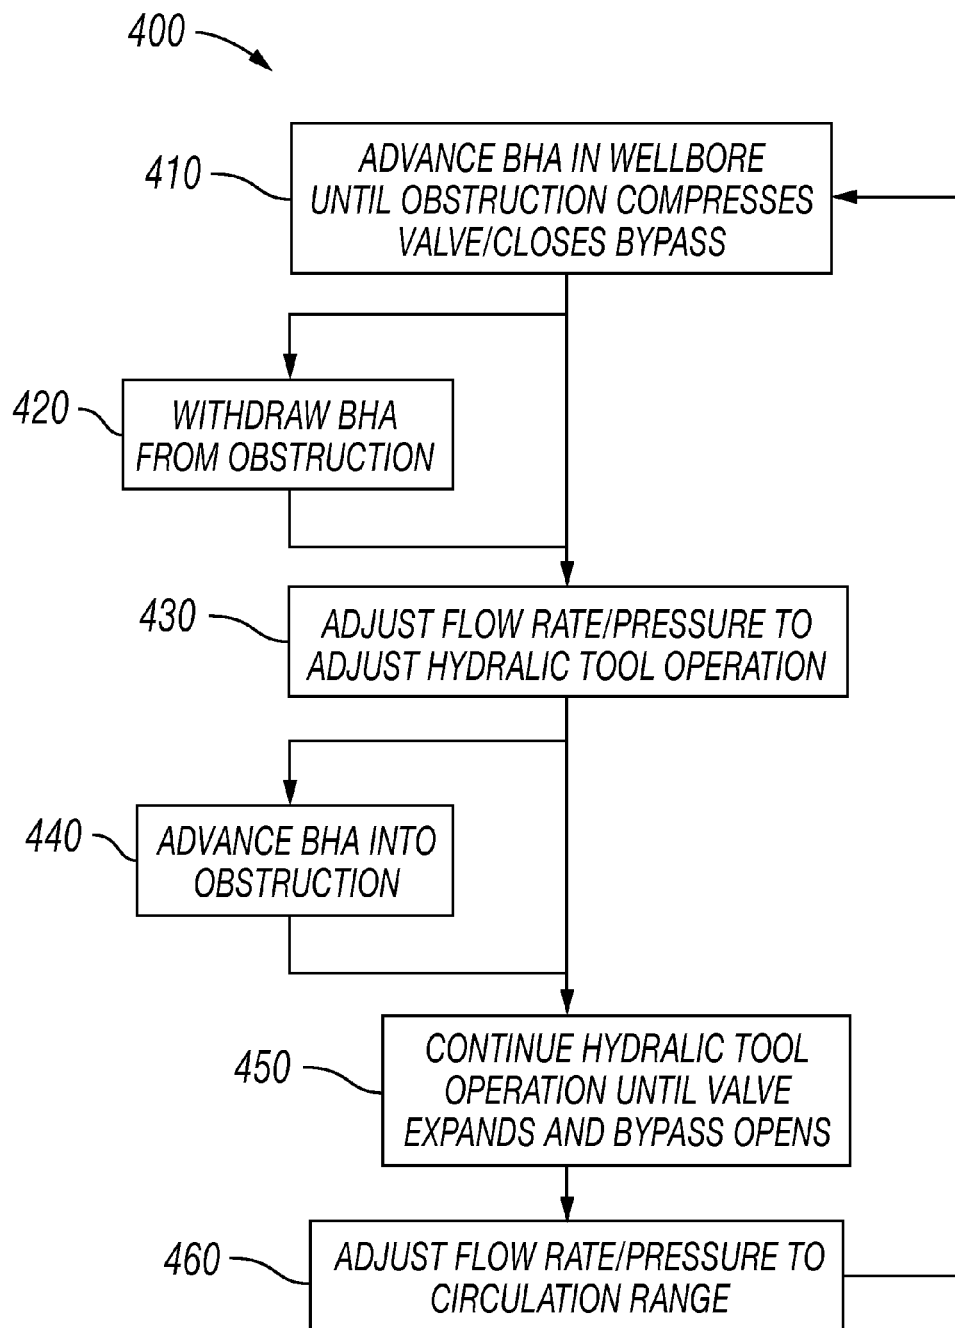 400
410
ADVANCE BHA IN WELLBORE
UNTIL OBSTRUCTION COMPRESSES
VALVE/CLOSES BYPASS
420
WITHDRAW BHA
FROM OBSTRUCTION
430
ADJUST FLOW RATE/PRESSURE TO
ADJUST HYDRALIC TOOL OPERATION
440
ADVANCE BHA INTO
OBSTRUCTION
450
CONTINUE HYDRALIC TOOL
OPERATION UNTIL VALVE
EXPANDS AND BYPASS OPENS
460
ADJUST FLOW RATE/PRESSURE TO
CIRCULATION RANGE